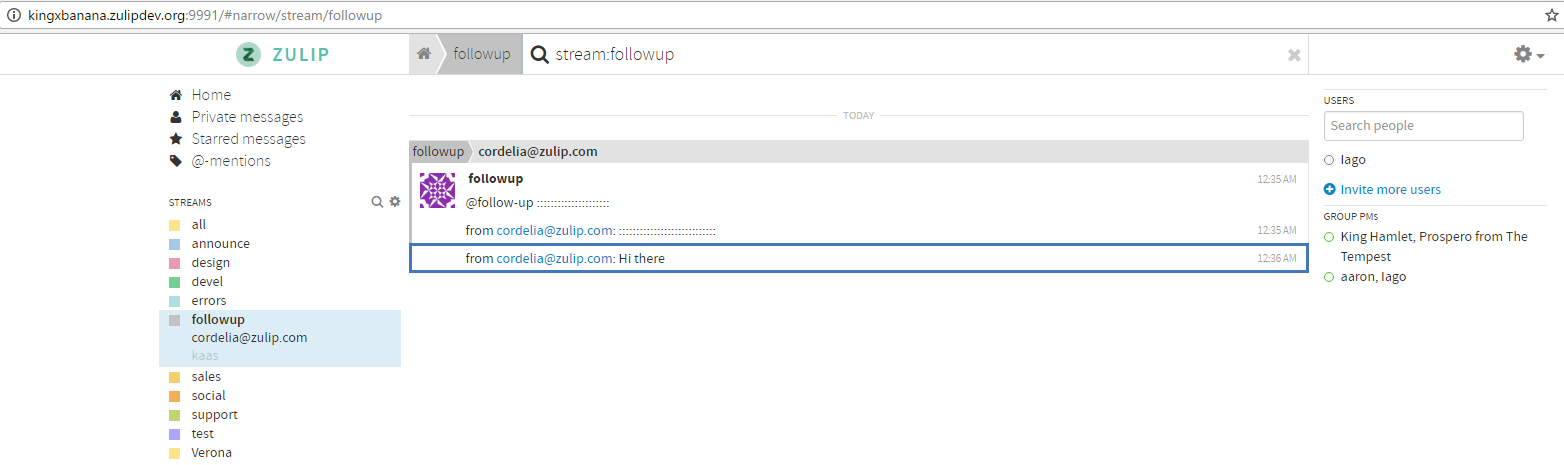 kingxbanana.zulipdev.org:9991/#narrow/stream/followup
ZULIP
followup
stream:followup
Home
Private messages
Starred messages
@-mentions
STREAMS
all
announce
design
devel
errors
followup
cordelia@zulip.com
kaas
sales
social
support
test
Verona
TODAY
followup cordelia@zulip.com
followup 12:35 AM
@follow-up :::::::::::::::::::::
from cordelia@zulip.com: :::::::::::::::::::::::::::: 12:35 AM
from cordelia@zulip.com: Hi there 12:36 AM
USERS
Search people
Iago
Invite more users
GROUP PMs
King Hamlet, Prospero from The
Tempest
aaron, Iago